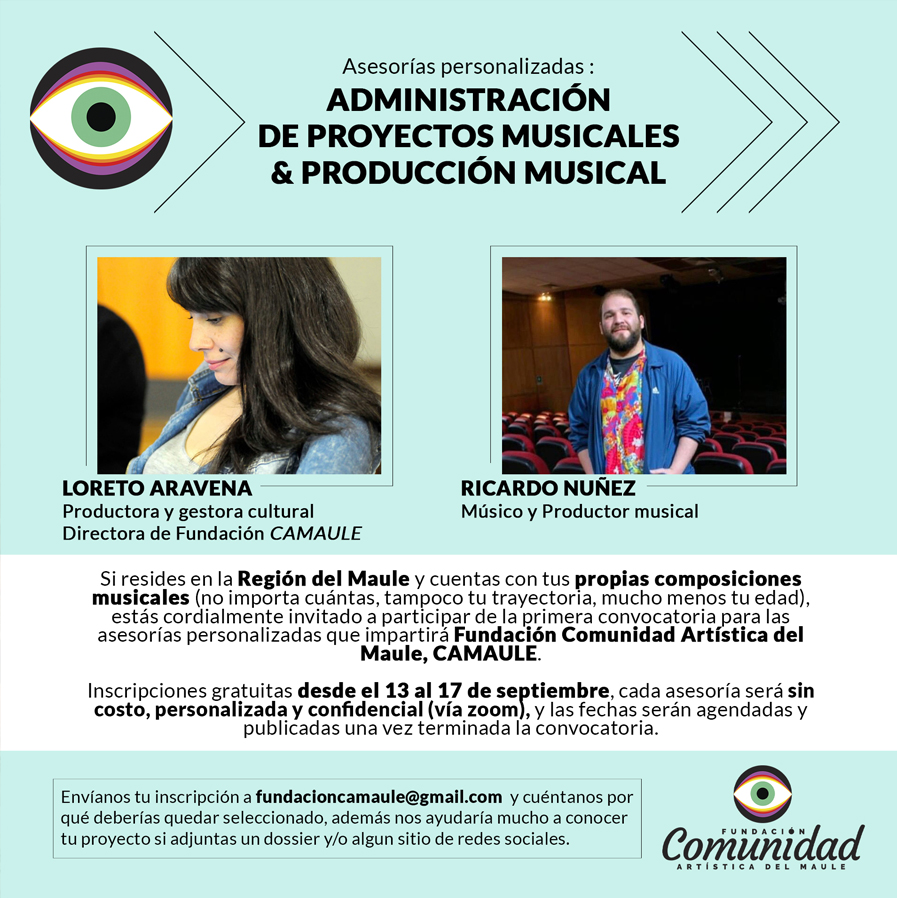 Asesorías personalizadas :
ADMINISTRACIÓN
DE PROYECTOS MUSICALES
& PRODUCCIÓN MUSICAL
LORETO ARAVENA
Productora y gestora cultural
Directora de Fundación CAMAULE
RICARDO NUÑEZ
Músico y Productor musical
Si resides en la Región del Maule y cuentas con tus propias composiciones
musicales (no importa cuántas, tampoco tu trayectoria, mucho menos tu edad),
estás cordialmente invitado a participar de la primera convocatoria para las
asesorías personalizadas que impartirá Fundación Comunidad Artística del
Maule, CAMAULE.
Inscripciones gratuitas desde el 13 al 17 de septiembre, cada asesoría será sin
costo, personalizada y confidencial (vía zoom), y las fechas serán agendadas y
publicadas una vez terminada la convocatoria.
Envíanos tu inscripción a fundacioncamaule@gmail.com y cuéntanos por
qué deberías quedar seleccionado, además nos ayudaría mucho a conocer
tu proyecto si adjuntas un dossier y/o algun sitio de redes sociales.
FUNDACIÓN
Comunidad
ARTÍSTICA DEL MAULE